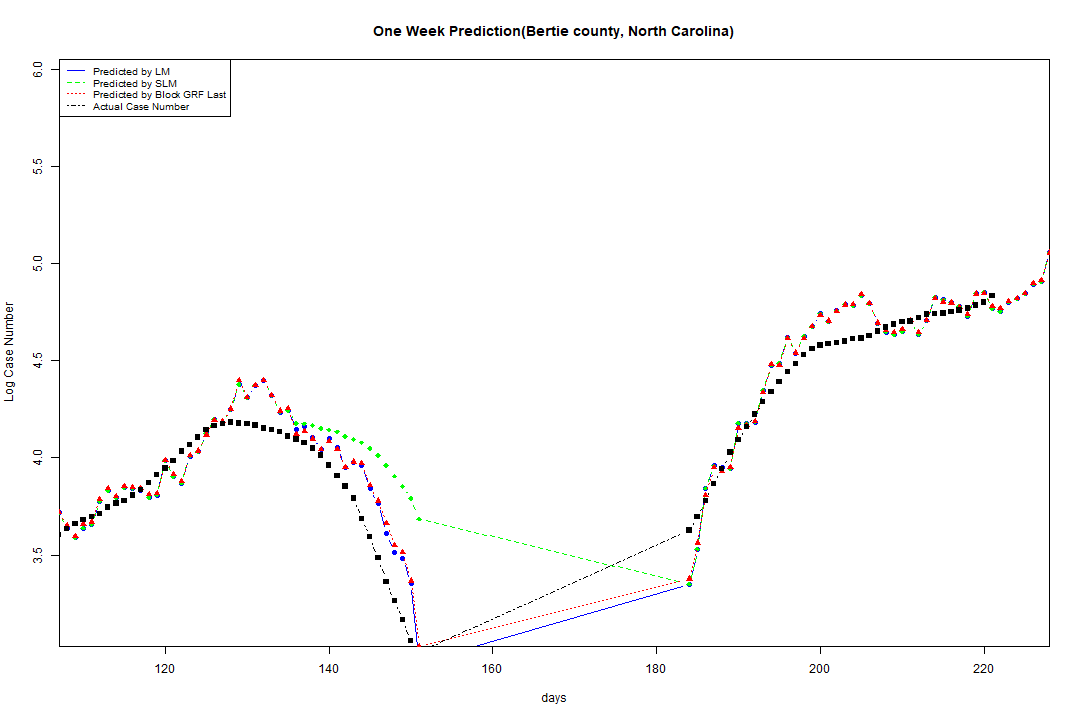 One Week Prediction(Bertie county, North Carolina)
Predicted by LM
Predicted by SLM
Predicted by Block GRF Last
Actual Case Number
6.0
5.5
5.0
4.5
4.0
3.5
Log Case Number
120 140 160 180 200 220
days